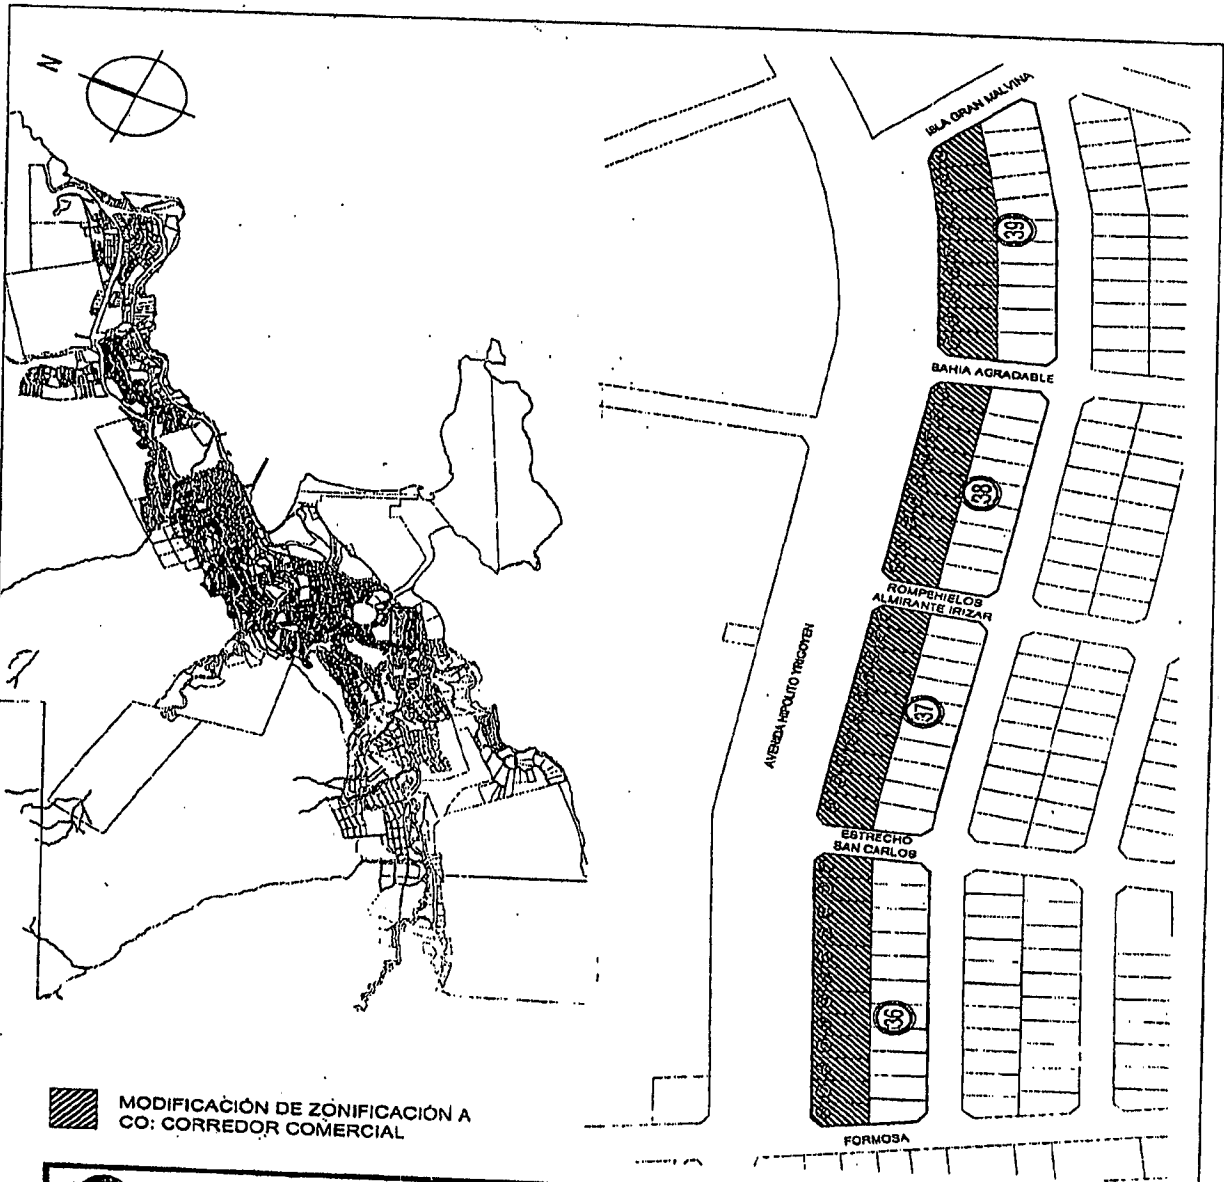 N
ISLA GRAN MALVINA
39
BAHIA AGRADABLE
38
ROMPEHIELOS
ALMIRANTE IRIZAR
AVENIDA HIPOLITO YRIGOYEN
37
ESTRECHO
SAN CARLOS
36
FORMOSA
MODIFICACIÓN DE ZONIFICACIÓN A
CO: CORREDOR COMERCIAL